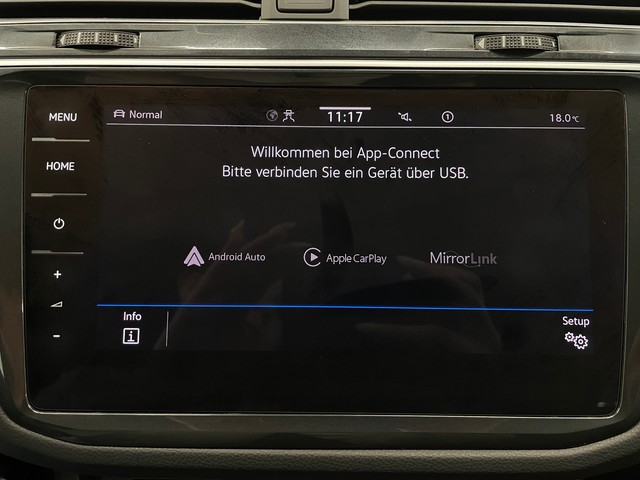 MENU
HOME
+
-
Normal
11:17
1
18.0°C
Willkommen bei App-Connect
Bitte verbinden Sie ein Gerät über USB.
Android Auto
Apple CarPlay
MirrorLink
Info
i
Setup